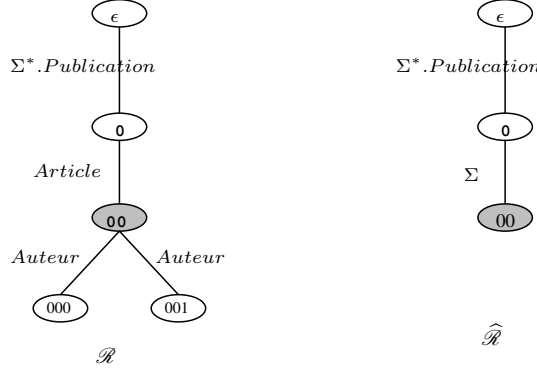 ϵ ϵ
Σ*.Publication Σ*.Publication
0 0
Article Σ
00 00
Auteur Auteur
000 001
ℛ ℛ̂